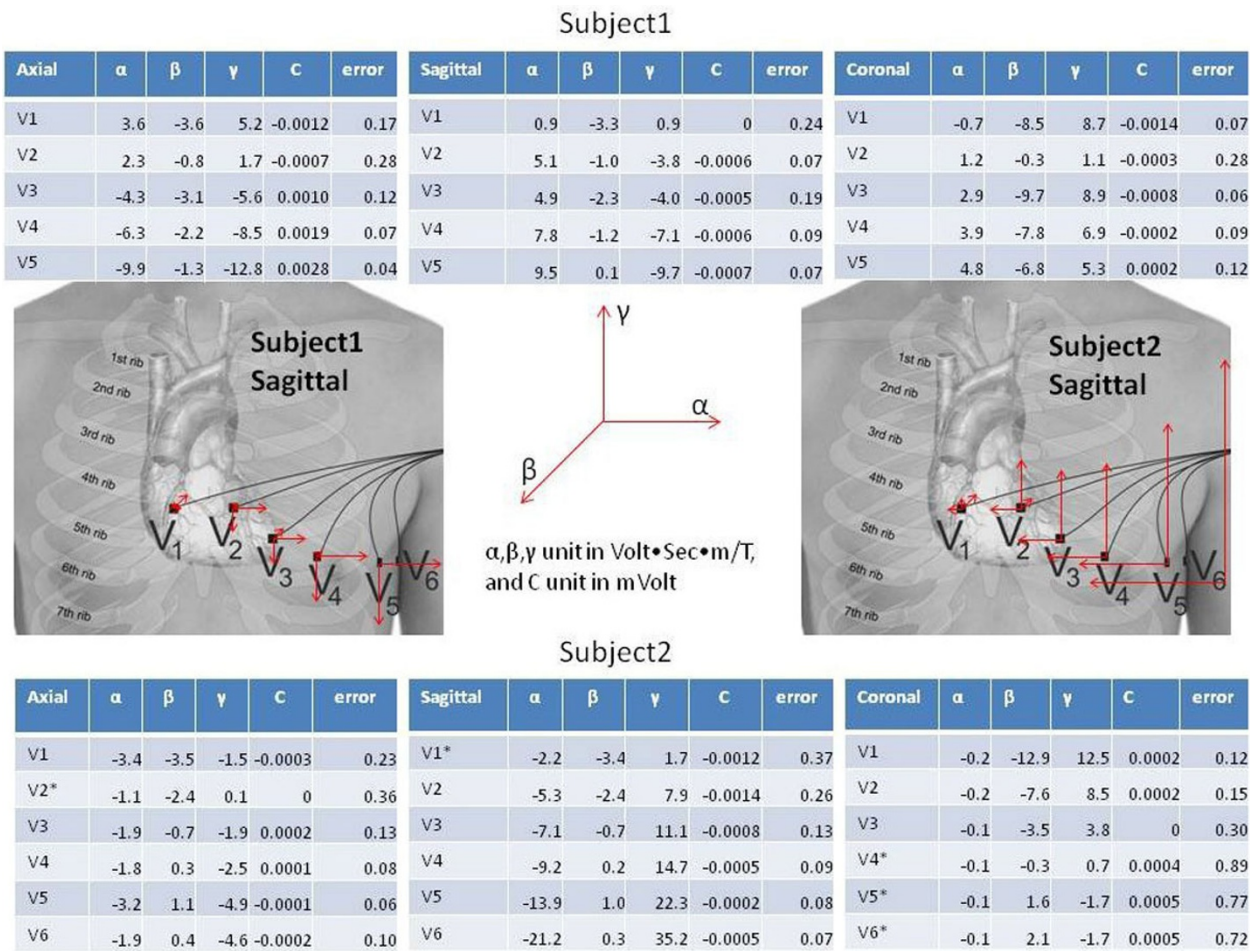 Subject1
Axial α β γ C error
V1 3.6 -3.6 5.2 -0.0012 0.17
V2 2.3 -0.8 1.7 -0.0007 0.28
V3 -4.3 -3.1 -5.6 0.0010 0.12
V4 -6.3 -2.2 -8.5 0.0019 0.07
V5 -9.9 -1.3 -12.8 0.0028 0.04
Sagittal α β γ C error
V1 0.9 -3.3 0.9 0 0.24
V2 5.1 -1.0 -3.8 -0.0006 0.07
V3 4.9 -2.3 -4.0 -0.0005 0.19
V4 7.8 -1.2 -7.1 -0.0006 0.09
V5 9.5 0.1 -9.7 -0.0007 0.07
Coronal α β γ C error
V1 -0.7 -8.5 8.7 -0.0014 0.07
V2 1.2 -0.3 1.1 -0.0003 0.28
V3 2.9 -9.7 8.9 -0.0008 0.06
V4 3.9 -7.8 6.9 -0.0002 0.09
V5 4.8 -6.8 5.3 0.0002 0.12
Subject1
Sagittal
1st rib
2nd rib
3rd rib
4th rib
5th rib
6th rib
7th rib
V1
V2
V3
V4
V5
V6
γ
α
β
α,β,γ unit in Volt•Sec•m/T,
and C unit in mVolt
Subject2
Sagittal
1st rib
2nd rib
3rd rib
4th rib
5th rib
6th rib
7th rib
V1
V2
V3
V4
V5
V6
Subject2
Axial α β γ C error
V1 -3.4 -3.5 -1.5 -0.0003 0.23
V2* -1.1 -2.4 0.1 0 0.36
V3 -1.9 -0.7 -1.9 0.0002 0.13
V4 -1.8 0.3 -2.5 0.0001 0.08
V5 -3.2 1.1 -4.9 -0.0001 0.06
V6 -1.9 0.4 -4.6 -0.0002 0.10
Sagittal α β γ C error
V1* -2.2 -3.4 1.7 -0.0012 0.37
V2 -5.3 -2.4 7.9 -0.0014 0.26
V3 -7.1 -0.7 11.1 -0.0008 0.13
V4 -9.2 0.2 14.7 -0.0005 0.09
V5 -13.9 1.0 22.3 -0.0002 0.08
V6 -21.2 0.3 35.2 -0.0005 0.07
Coronal α β γ C error
V1 -0.2 -12.9 12.5 0.0002 0.12
V2 -0.2 -7.6 8.5 0.0002 0.15
V3 -0.1 -3.5 3.8 0 0.30
V4* -0.1 -0.3 0.7 0.0004 0.89
V5* -0.1 1.6 -1.7 0.0005 0.77
V6* -0.1 2.1 -1.7 0.0005 0.72